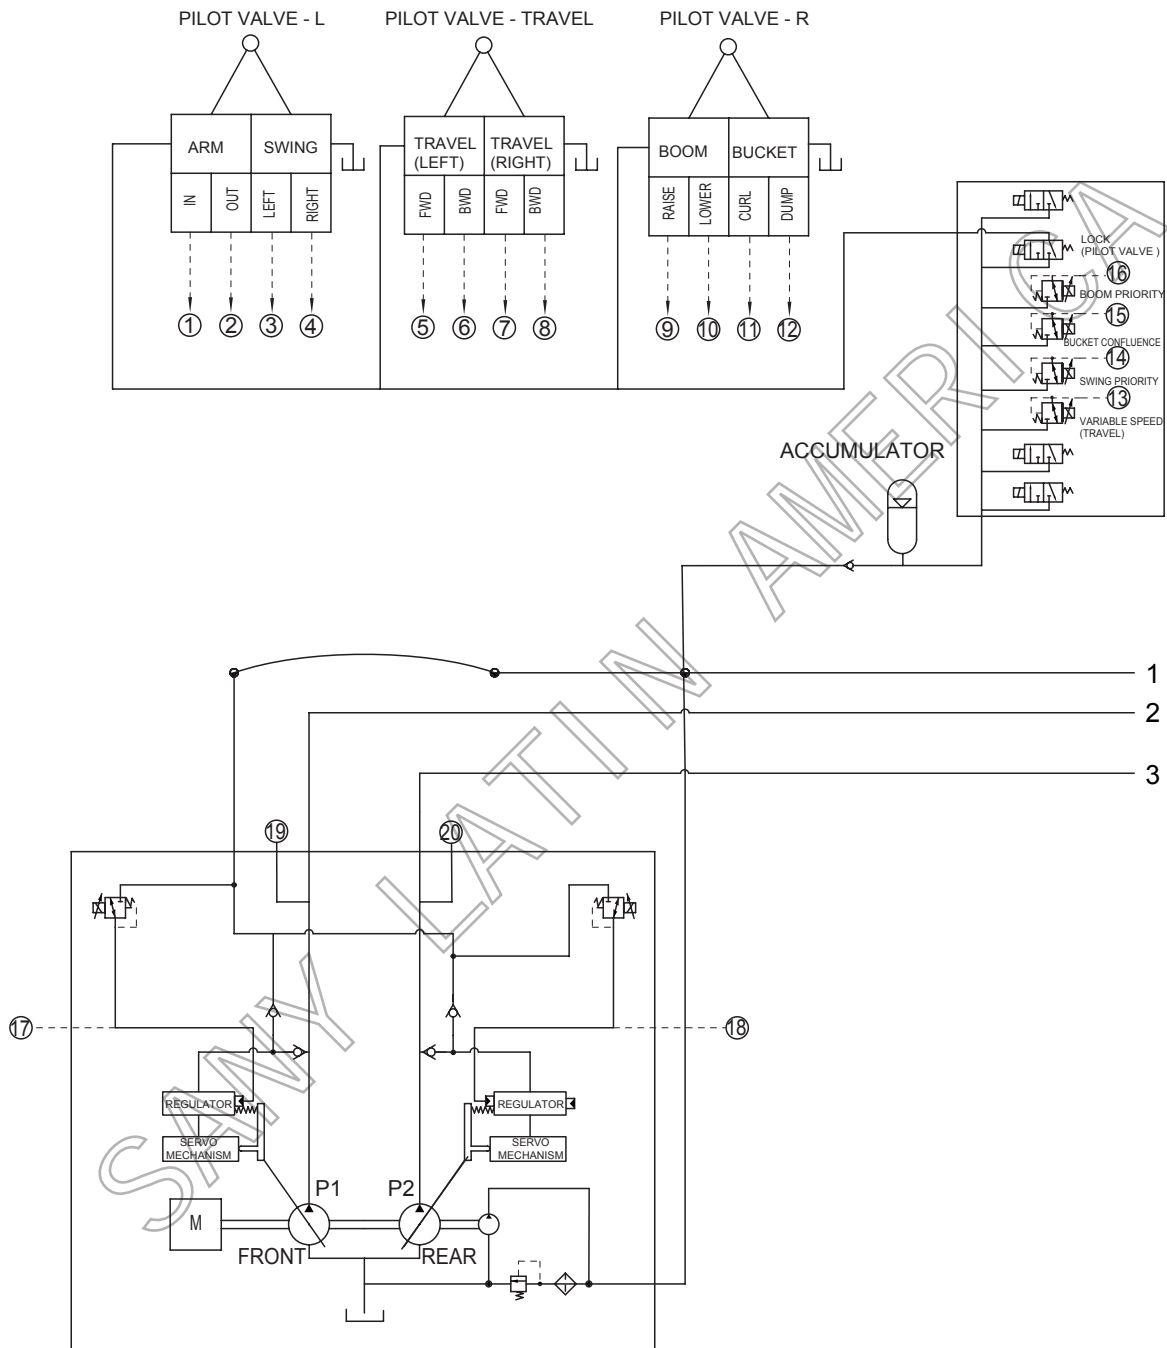 PILOT VALVE - L
PILOT VALVE - TRAVEL
PILOT VALVE - R
ARM
SWING
IN
OUT
LEFT
RIGHT
TRAVEL
(LEFT)
TRAVEL
(RIGHT)
FWD
BWD
FWD
BWD
BOOM
BUCKET
RAISE
LOWER
CURL
DUMP
1
2
3
4
5
6
7
8
9
10
11
12
LOCK
(PILOT VALVE )
16
BOOM PRIORITY
15
BUCKET CONFLUENCE
14
SWING PRIORITY
13
VARIABLE SPEED
(TRAVEL)
ACCUMULATOR
1
2
3
19
20
17
18
REGULATOR
SERVO
MECHANISM
REGULATOR
SERVO
MECHANISM
P1
P2
M
FRONT
REAR
SANY LATIN AMERICA